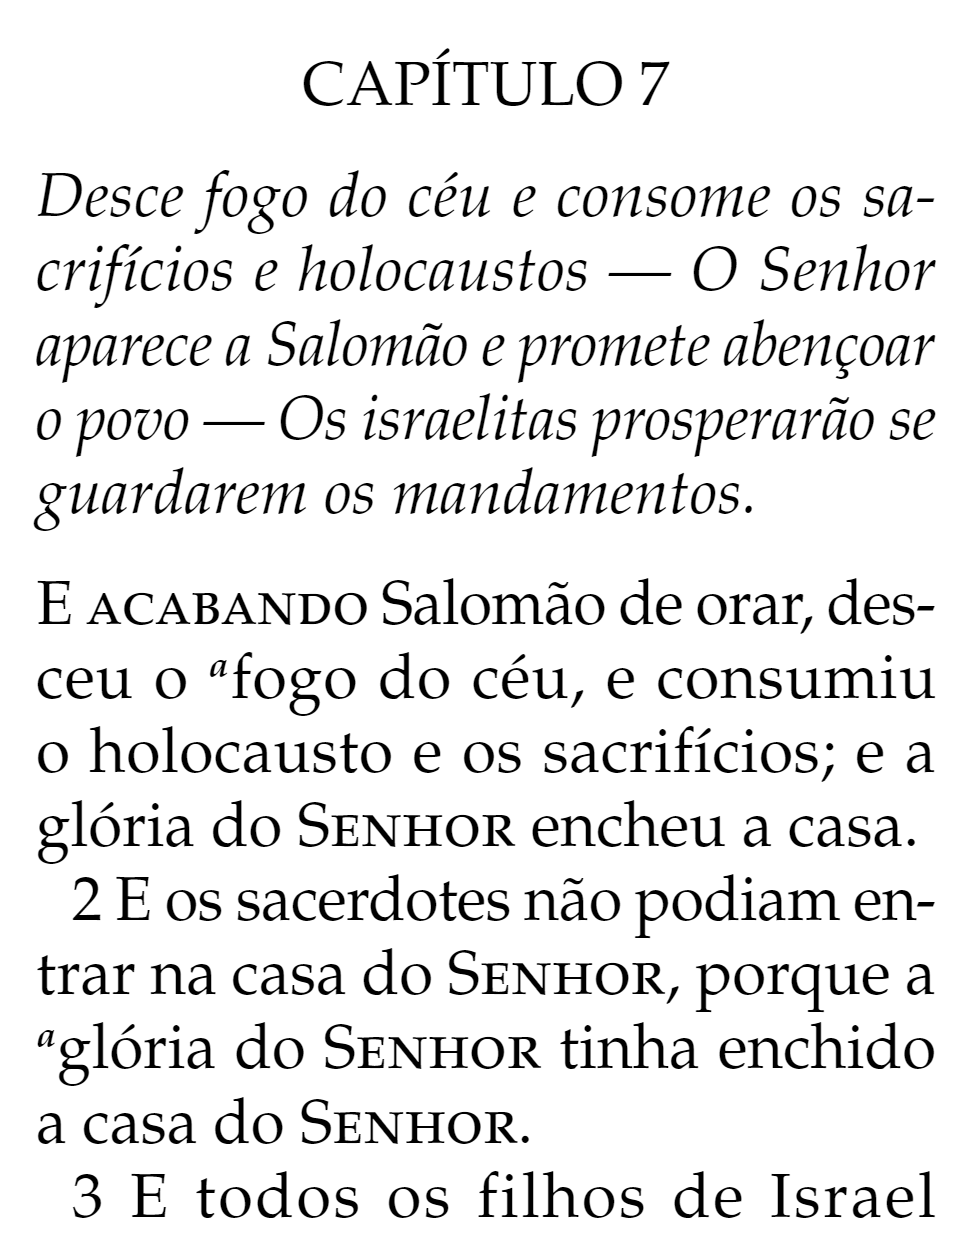 CAPÍTULO 7
Desce fogo do céu e consome os sa-
crifícios e holocaustos — O Senhor
aparece a Salomão e promete abençoar
o povo — Os israelitas prosperarão se
guardarem os mandamentos.
E ACABANDO Salomão de orar, des-
ceu o ᵃfogo do céu, e consumiu
o holocausto e os sacrifícios; e a
glória do SENHOR encheu a casa.
2 E os sacerdotes não podiam en-
trar na casa do SENHOR, porque a
ᵃglória do SENHOR tinha enchido
a casa do SENHOR.
3 E todos os filhos de Israel